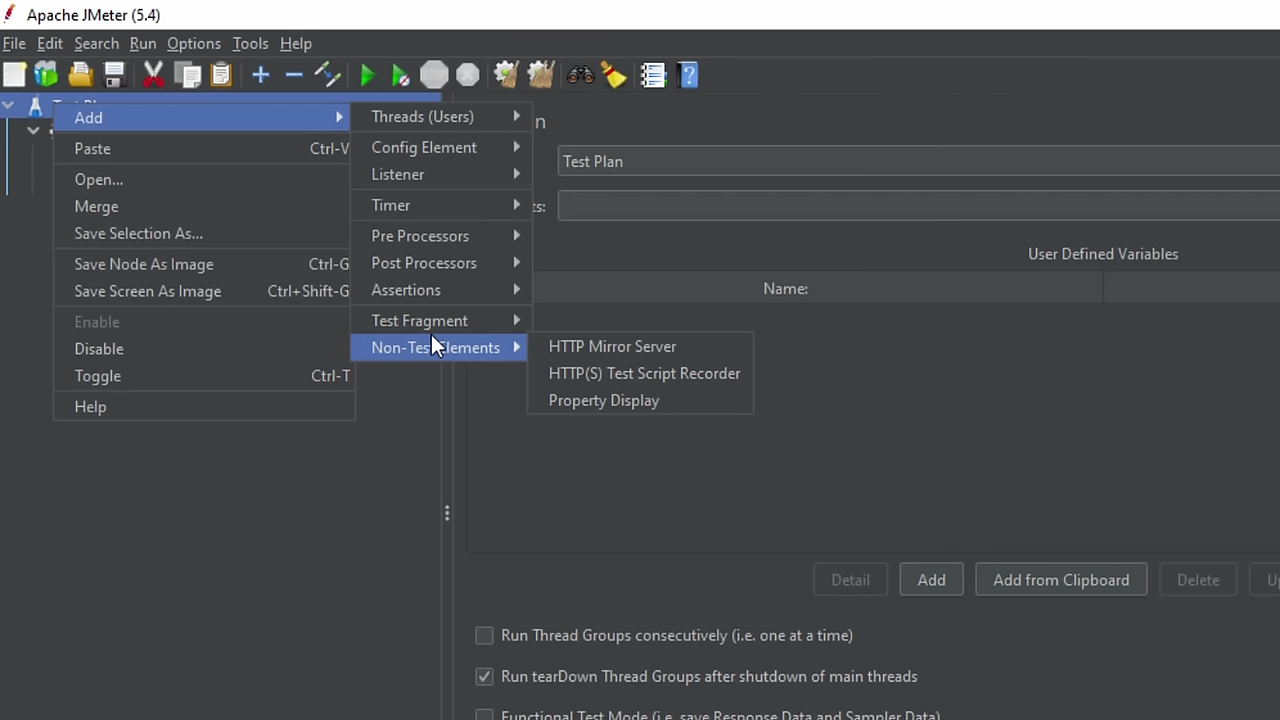 Apache JMeter (5.4)
File Edit Search Run Options Tools Help
Add
Paste Ctrl-V
Open...
Merge
Save Selection As...
Save Node As Image Ctrl-G
Save Screen As Image Ctrl+Shift-G
Enable
Disable
Toggle Ctrl-T
Help
Threads (Users)
Config Element
Listener
Timer
Pre Processors
Post Processors
Assertions
Test Fragment
Non-Test Elements
HTTP Mirror Server
HTTP(S) Test Script Recorder
Property Display
Test Plan
User Defined Variables
Name:
Detail Add Add from Clipboard Delete
Run Thread Groups consecutively (i.e. one at a time)
Run tearDown Thread Groups after shutdown of main threads
Functional Test Mode (i.e. save Response Data and Sampler Data)